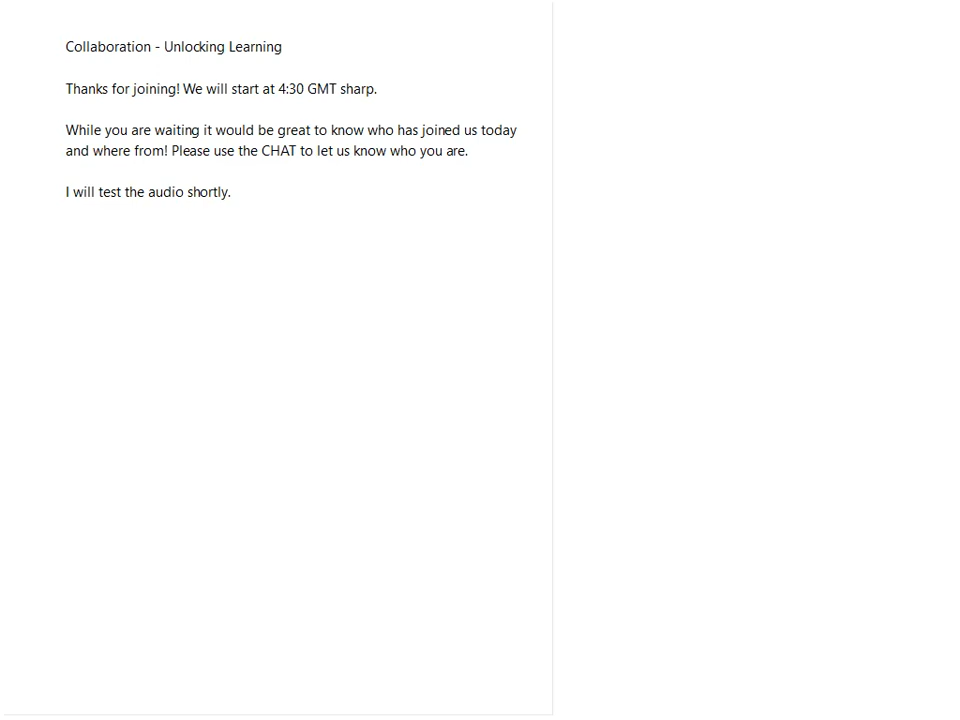 Collaboration - Unlocking Learning
Thanks for joining! We will start at 4:30 GMT sharp.
While you are waiting it would be great to know who has joined us today
and where from! Please use the CHAT to let us know who you are.
I will test the audio shortly.